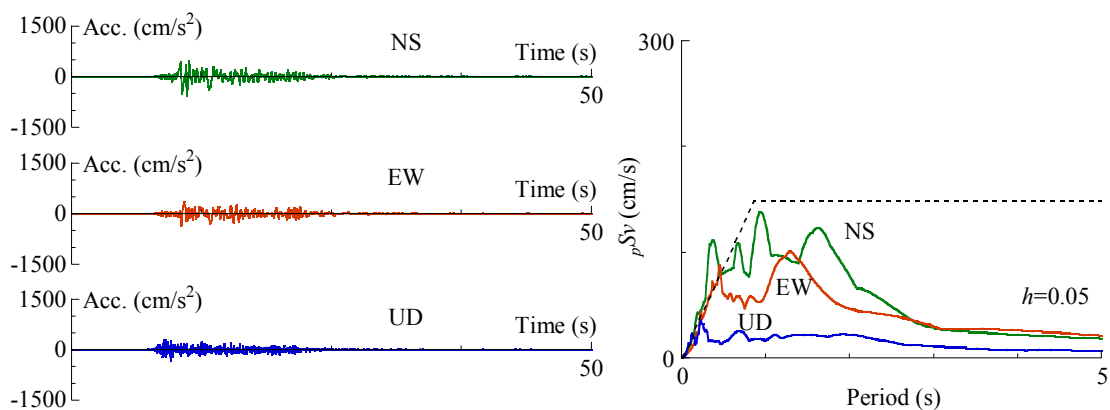 1500
Acc. (cm/s²)
NS
Time (s)
0
50
-1500
1500
Acc. (cm/s²)
EW
Time (s)
0
50
-1500
1500
Acc. (cm/s²)
UD
Time (s)
0
50
-1500
300
pSv (cm/s)
NS
EW
UD
h=0.05
0
0
5
Period (s)